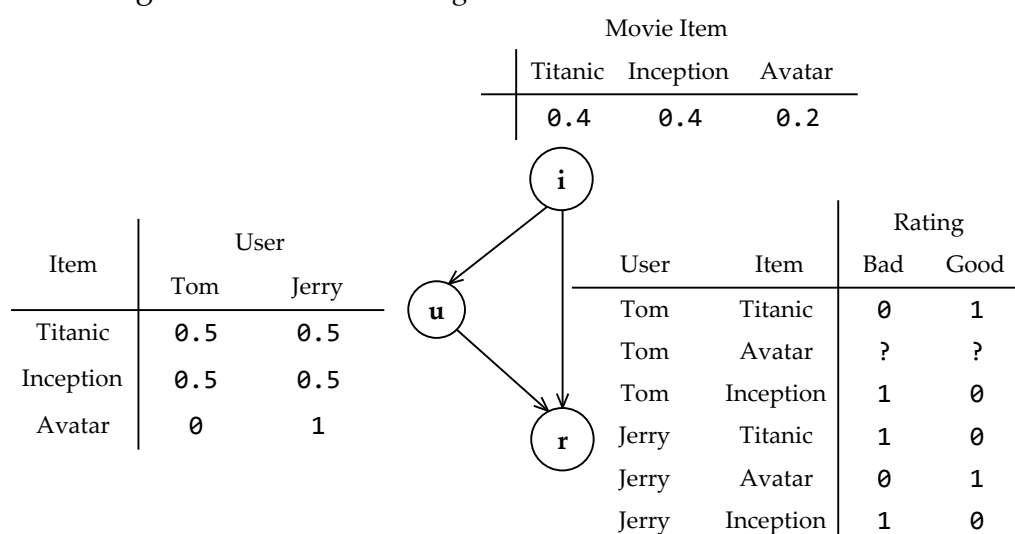 Movie Item
Titanic Inception Avatar
0.4 0.4 0.2
i
Item User
Tom Jerry
Titanic 0.5 0.5
Inception 0.5 0.5
Avatar 0 1
u
r
Rating
User Item Bad Good
Tom Titanic 0 1
Tom Avatar ? ?
Tom Inception 1 0
Jerry Titanic 1 0
Jerry Avatar 0 1
Jerry Inception 1 0